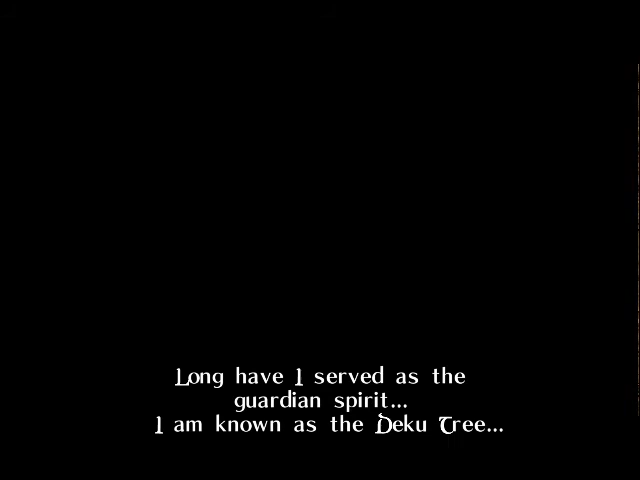 Long have I served as the
guardian spirit...
I am known as the Deku Tree...